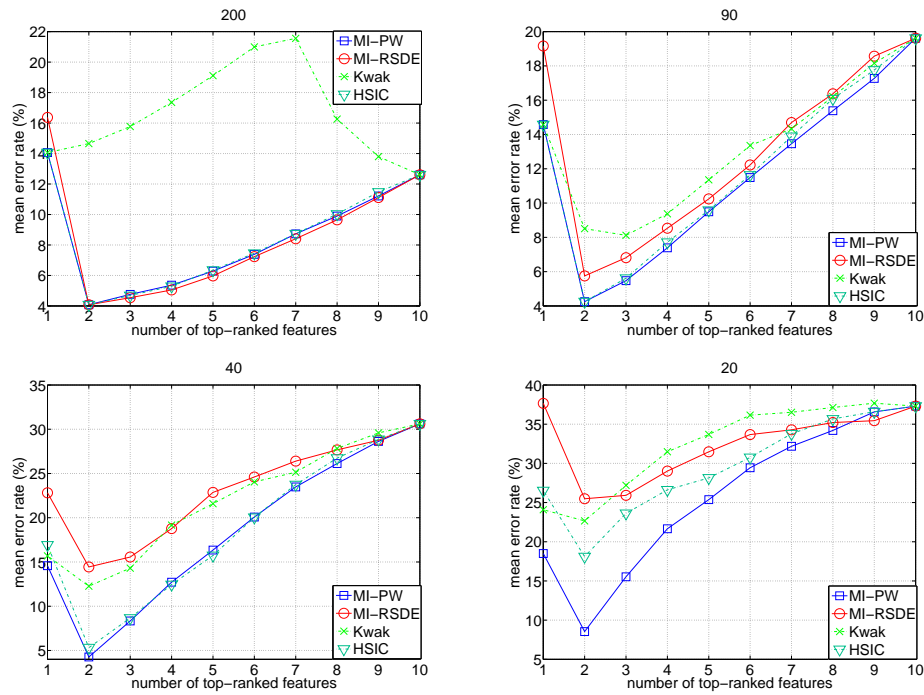 200
22
20
18
16
14
12
10
8
6
4
mean error rate (%)
1 2 3 4 5 6 7 8 9 10
number of top−ranked features
MI−PW
MI−RSDE
Kwak
HSIC
90
20
18
16
14
12
10
8
6
4
mean error rate (%)
1 2 3 4 5 6 7 8 9 10
number of top−ranked features
MI−PW
MI−RSDE
Kwak
HSIC
40
35
30
25
20
15
10
5
mean error rate (%)
1 2 3 4 5 6 7 8 9 10
number of top−ranked features
MI−PW
MI−RSDE
Kwak
HSIC
20
40
35
30
25
20
15
10
5
mean error rate (%)
1 2 3 4 5 6 7 8 9 10
number of top−ranked features
MI−PW
MI−RSDE
Kwak
HSIC